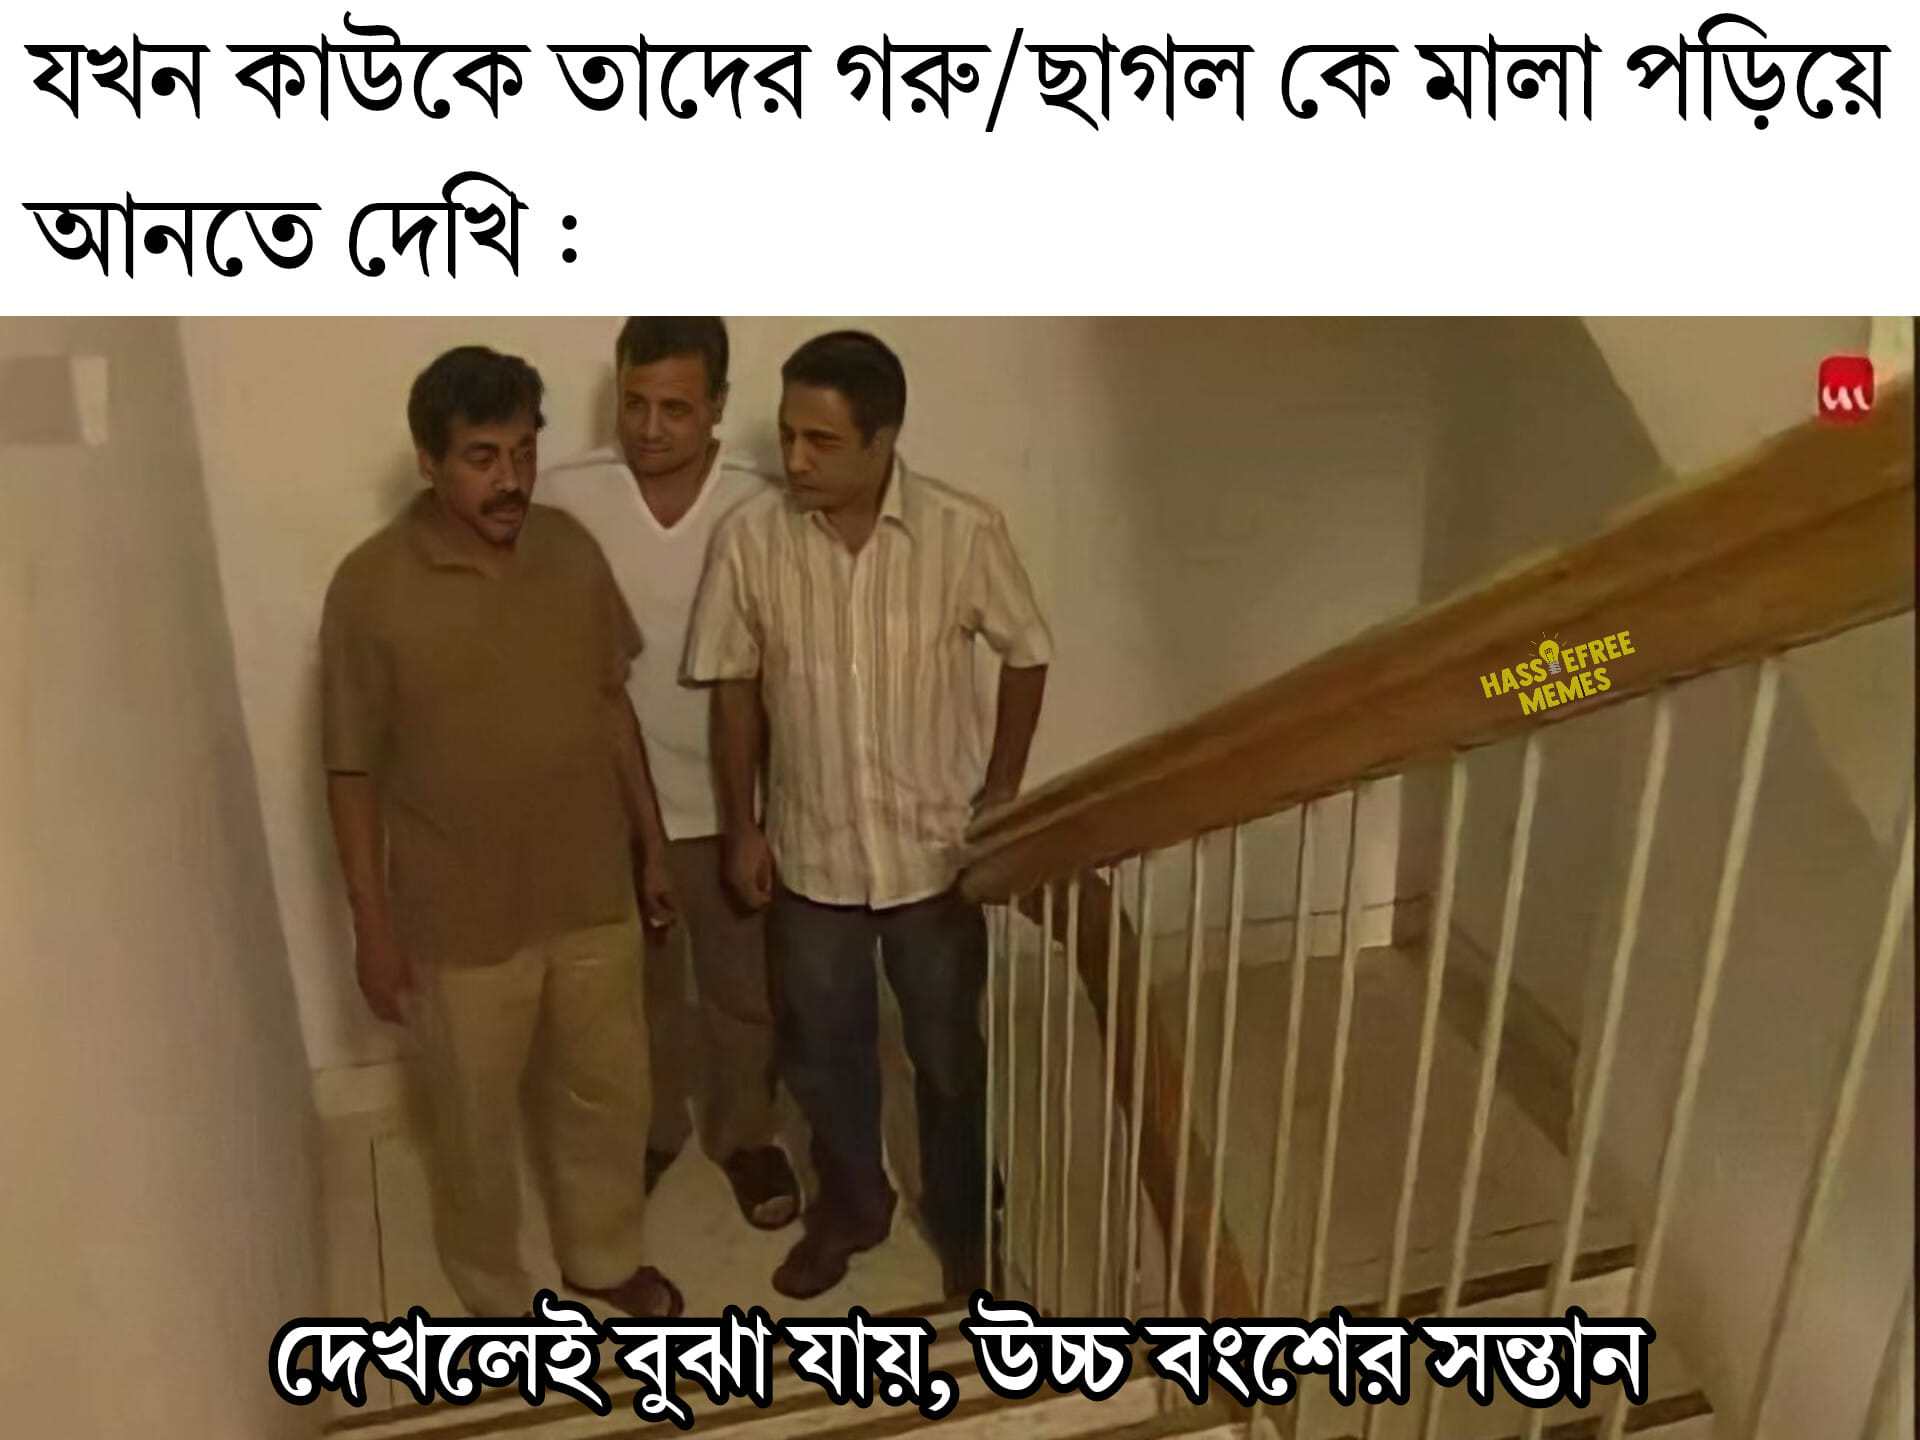 যখন কাউকে তাদের গরু/ছাগল কে মালা পড়িয়ে
আনতে দেখি :
HASSLEFREE
MEMES
দেখলেই বুঝা যায়, উচ্চ বংশের সন্তান